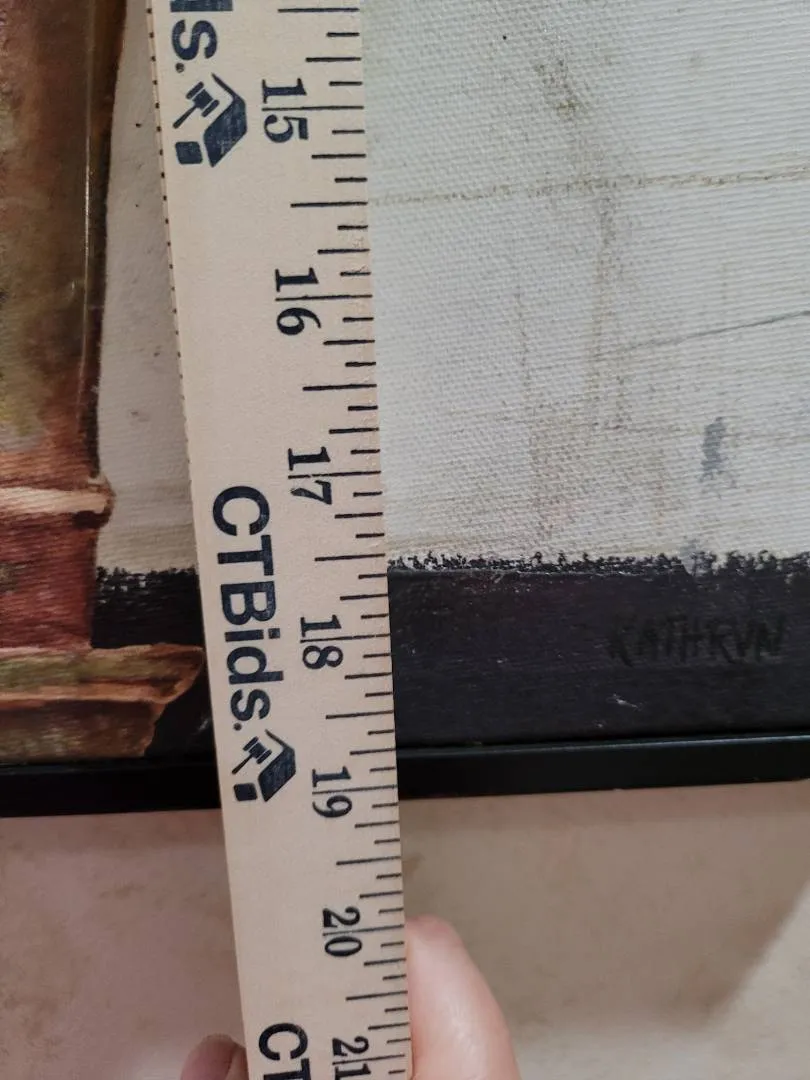 ds.
15
16
17
CTBids.
18
19
20
CT
21
KATHRYN